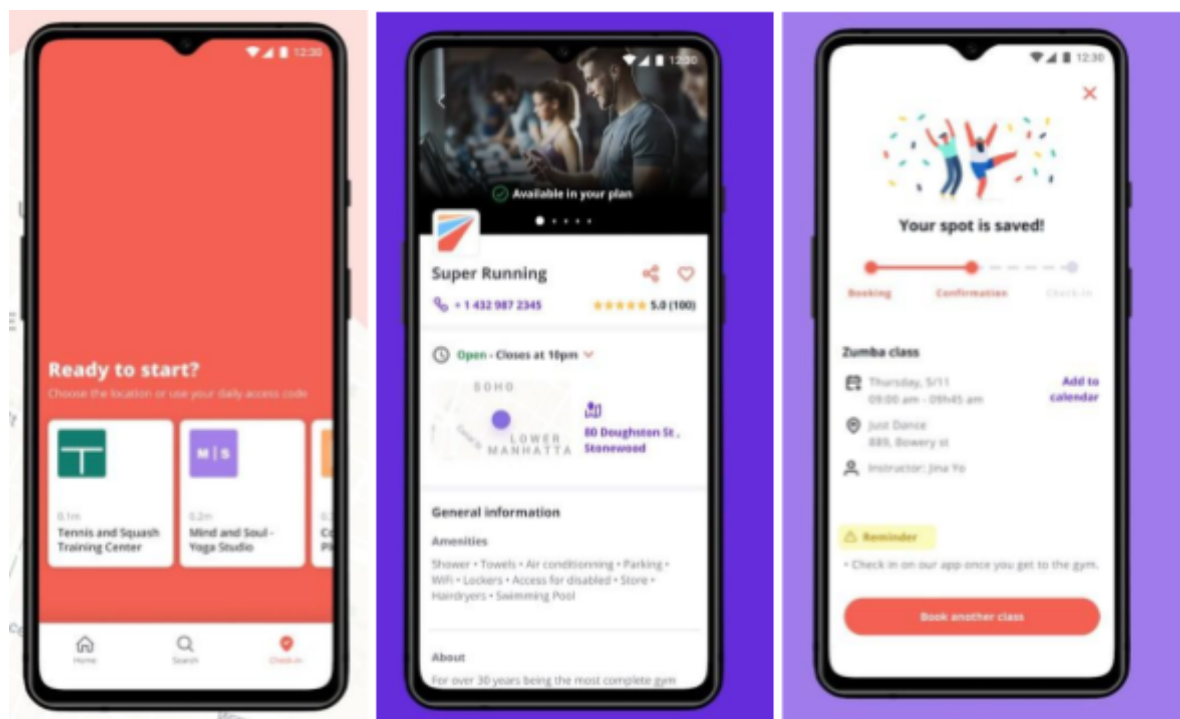 12:30
Ready to start?
Choose the location or use your daily access code
M|S
0.1m
Tennis and Squash
Training Center
0.2m
Mind and Soul -
Yoga Studio
Home
Search
Check-in
12:30
Available in your plan
Super Running
+ 1 432 987 2345
5.0 (100)
Open - Closes at 10pm
SOHO
LOWER
MANHATTA
80 Doughston St ,
Stonewood
General information
Amenities
Shower • Towels • Air conditionning • Parking •
WiFi • Lockers • Access for disabled • Store •
Hairdryers • Swimming Pool
About
For over 30 years being the most complete gym
12:30
Your spot is saved!
Booking
Confirmation
Check-in
Zumba class
Thursday, 5/11
09:00 am - 09h45 am
Add to
calendar
Just Dance
889, Bowery st
Instructor: Jina Yo
Reminder
• Check in on our app once you get to the gym.
Book another class